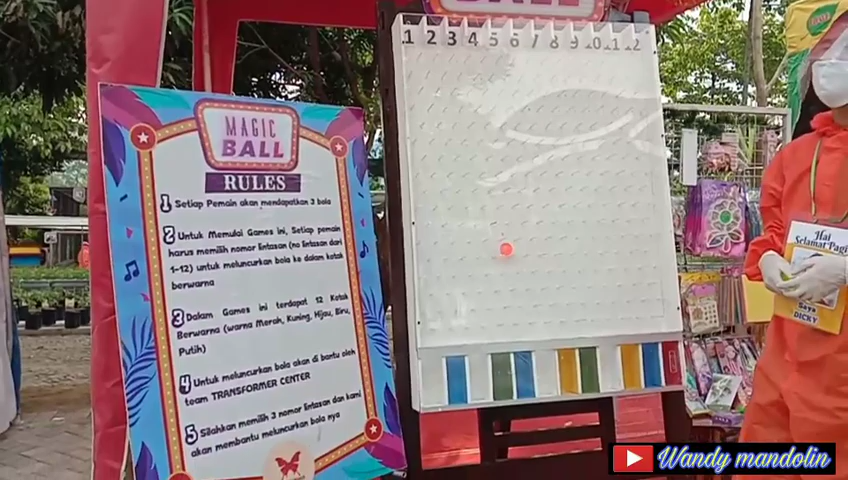 BALL
1 2 3 4 5 6 7 8 9 10 11 12
MAGIC
BALL
RULES
1 Setiap Pemain akan mendapatkan 3 bola
2 Untuk Memulai Games ini, Setiap pemain
harus memilih nomor lintasan (no lintasan dari
1-12) untuk meluncurkan bola ke dalam kotak
berwarna
3 Dalam Games ini terdapat 12 Kotak
Berwarna (warna Merah, Kuning, Hijau, Biru,
Putih)
4 Untuk meluncurkan bola akan di bantu oleh
team TRANSFORMER CENTER
5 Silahkan memilih 3 nomor lintasan dan kami
akan membantu meluncurkan bola nya
Hai
Selamat Pagi
Saya
DICKY
Wandy mandolin